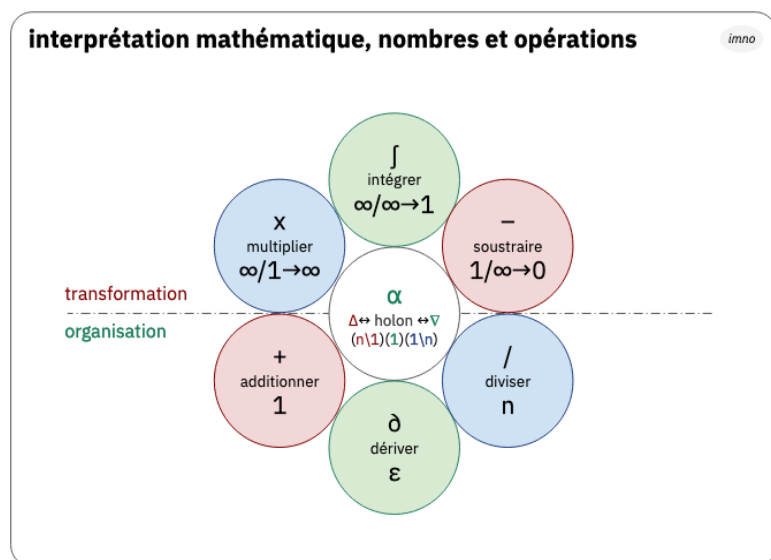 interprétation mathématique, nombres et opérations
imno
∫
intégrer
∞/∞→1
x
multiplier
∞/1→∞
−
soustraire
1/∞→0
transformation
organisation
α
Δ↔ holon ↔∇
(n\1)(1)(1\n)
+
additionner
1
/
diviser
n
∂
dériver
ε